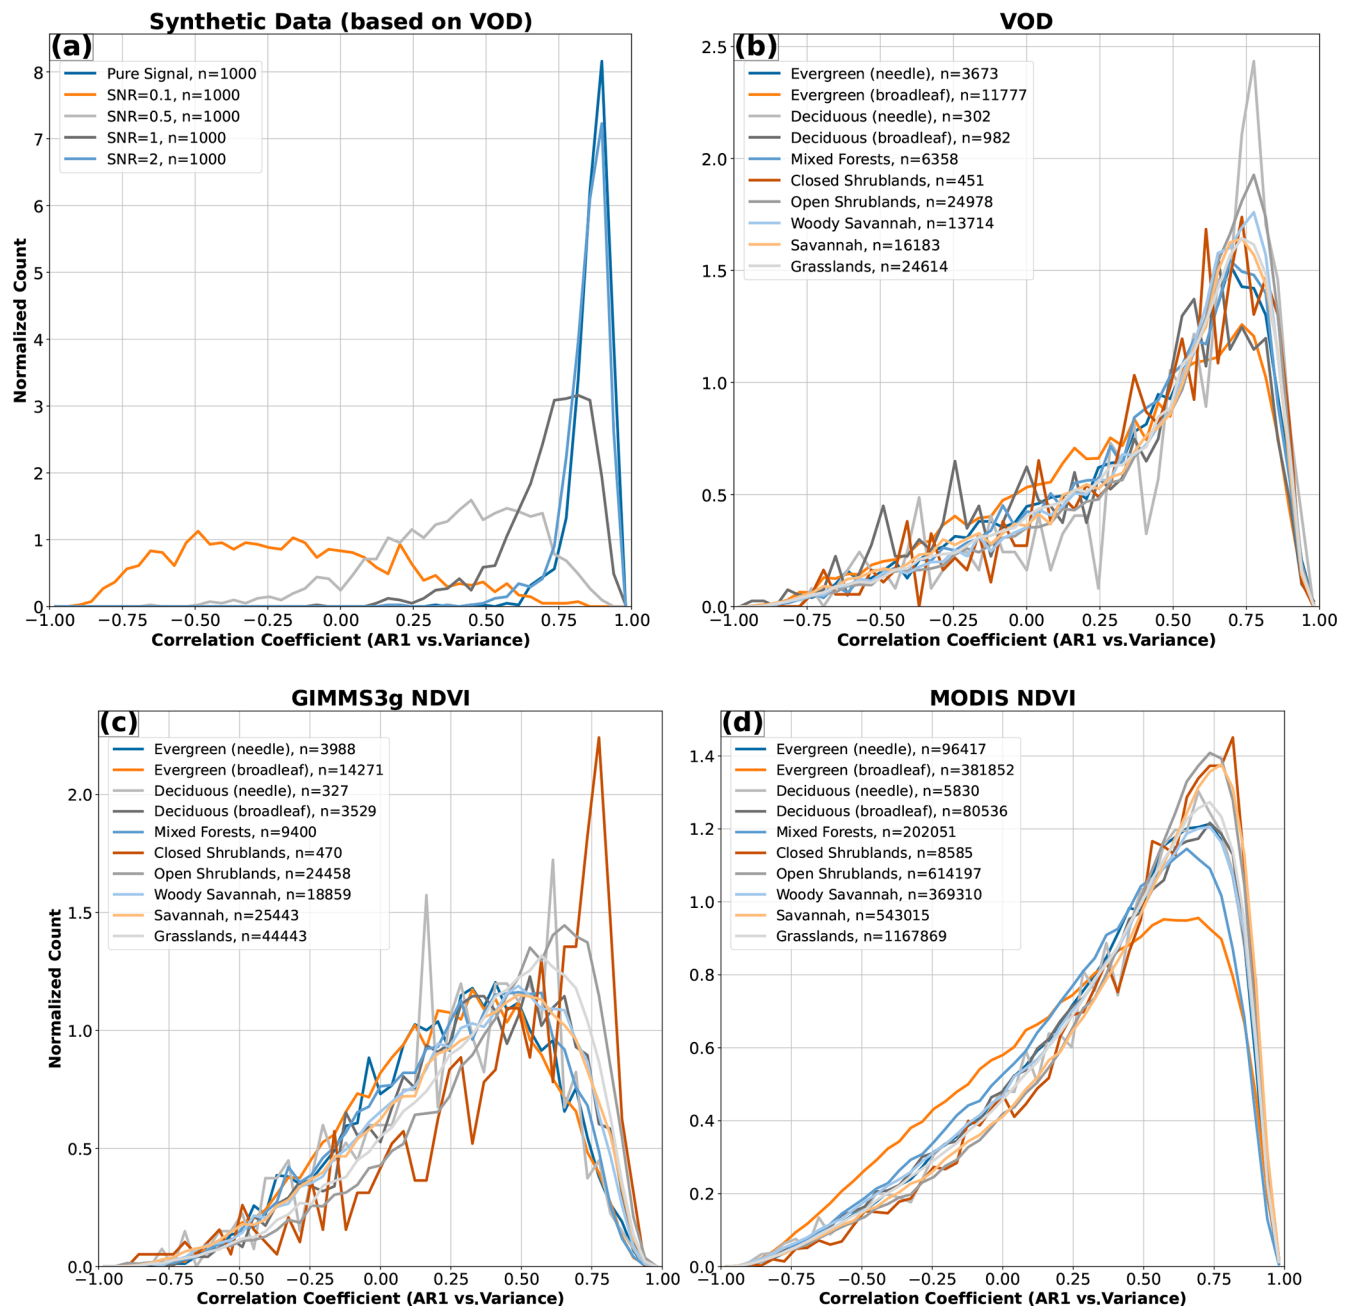 Synthetic Data (based on VOD)
(a)
Pure Signal, n=1000
SNR=0.1, n=1000
SNR=0.5, n=1000
SNR=1, n=1000
SNR=2, n=1000
Normalized Count
8
7
6
5
4
3
2
1
0
−1.00 −0.75 −0.50 −0.25 0.00 0.25 0.50 0.75 1.00
Correlation Coefficient (AR1 vs.Variance)
VOD
(b)
Evergreen (needle), n=3673
Evergreen (broadleaf), n=11777
Deciduous (needle), n=302
Deciduous (broadleaf), n=982
Mixed Forests, n=6358
Closed Shrublands, n=451
Open Shrublands, n=24978
Woody Savannah, n=13714
Savannah, n=16183
Grasslands, n=24614
2.5
2.0
1.5
1.0
0.5
0.0
−1.00 −0.75 −0.50 −0.25 0.00 0.25 0.50 0.75 1.00
Correlation Coefficient (AR1 vs.Variance)
GIMMS3g NDVI
(c)
Evergreen (needle), n=3988
Evergreen (broadleaf), n=14271
Deciduous (needle), n=327
Deciduous (broadleaf), n=3529
Mixed Forests, n=9400
Closed Shrublands, n=470
Open Shrublands, n=24458
Woody Savannah, n=18859
Savannah, n=25443
Grasslands, n=44443
Normalized Count
2.0
1.5
1.0
0.5
0.0
−1.00 −0.75 −0.50 −0.25 0.00 0.25 0.50 0.75 1.00
Correlation Coefficient (AR1 vs.Variance)
MODIS NDVI
(d)
Evergreen (needle), n=96417
Evergreen (broadleaf), n=381852
Deciduous (needle), n=5830
Deciduous (broadleaf), n=80536
Mixed Forests, n=202051
Closed Shrublands, n=8585
Open Shrublands, n=614197
Woody Savannah, n=369310
Savannah, n=543015
Grasslands, n=1167869
1.4
1.2
1.0
0.8
0.6
0.4
0.2
0.0
−1.00 −0.75 −0.50 −0.25 0.00 0.25 0.50 0.75 1.00
Correlation Coefficient (AR1 vs.Variance)